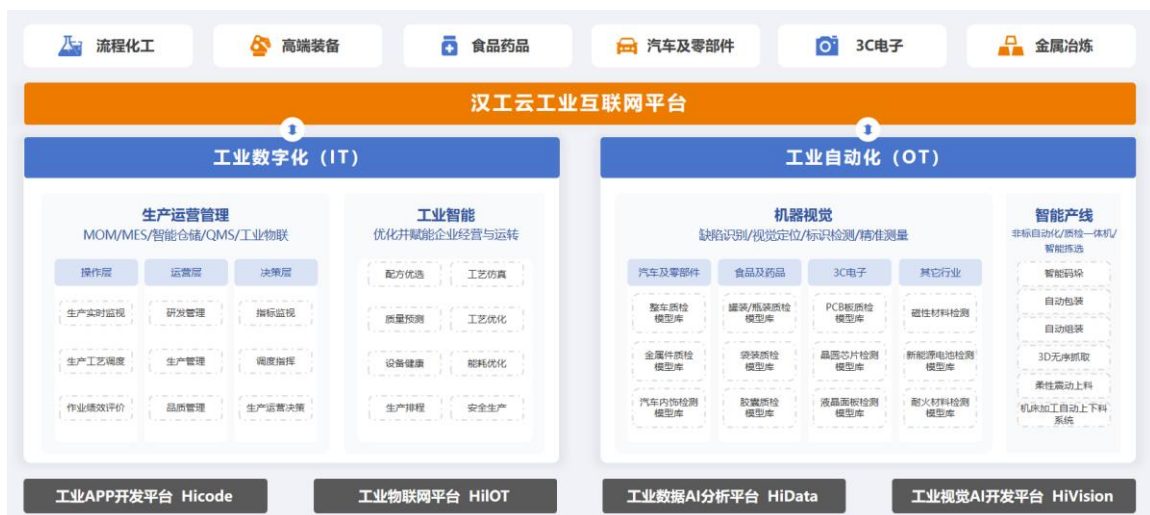 流程化工
高端装备
食品药品
汽车及零部件
3C电子
金属冶炼
汉工云工业互联网平台
工业数字化（IT）
生产运营管理
MOM/MES/智能仓储/QMS/工业物联
操作层
运营层
决策层
生产实时监视
研发管理
指标监视
生产工艺调度
生产管理
调度指挥
作业绩效评价
品质管理
生产运营决策
工业智能
优化并赋能企业经营与运转
配方优选
工艺仿真
质量预测
工艺优化
设备健康
能耗优化
生产排程
安全生产
工业自动化（OT）
机器视觉
缺陷识别/视觉定位/标识检测/精准测量
汽车及零部件
食品及药品
3C电子
其它行业
整车质检
模型库
罐装/瓶装质检
模型库
PCB板质检
模型库
磁性材料检测
金属件质检
模型库
袋装质检
模型库
晶圆芯片检测
模型库
新能源电池检测
模型库
汽车内饰检测
模型库
胶囊质检
模型库
液晶面板检测
模型库
耐火材料检测
模型库
智能产线
非标自动化/质检一体机/
智能拣选
智能码垛
自动包装
自动组装
3D无序抓取
柔性震动上料
机床加工自动上下料
系统
工业APP开发平台 Hicode
工业物联网平台 HiIOT
工业数据AI分析平台 HiData
工业视觉AI开发平台 HiVision